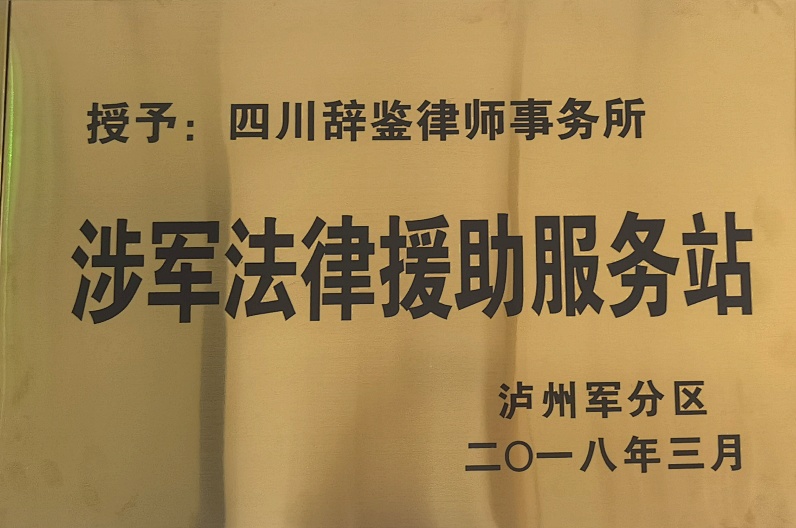 授予：四川辞鉴律师事务所
涉军法律援助服务站
泸州军分区
二〇一八年三月